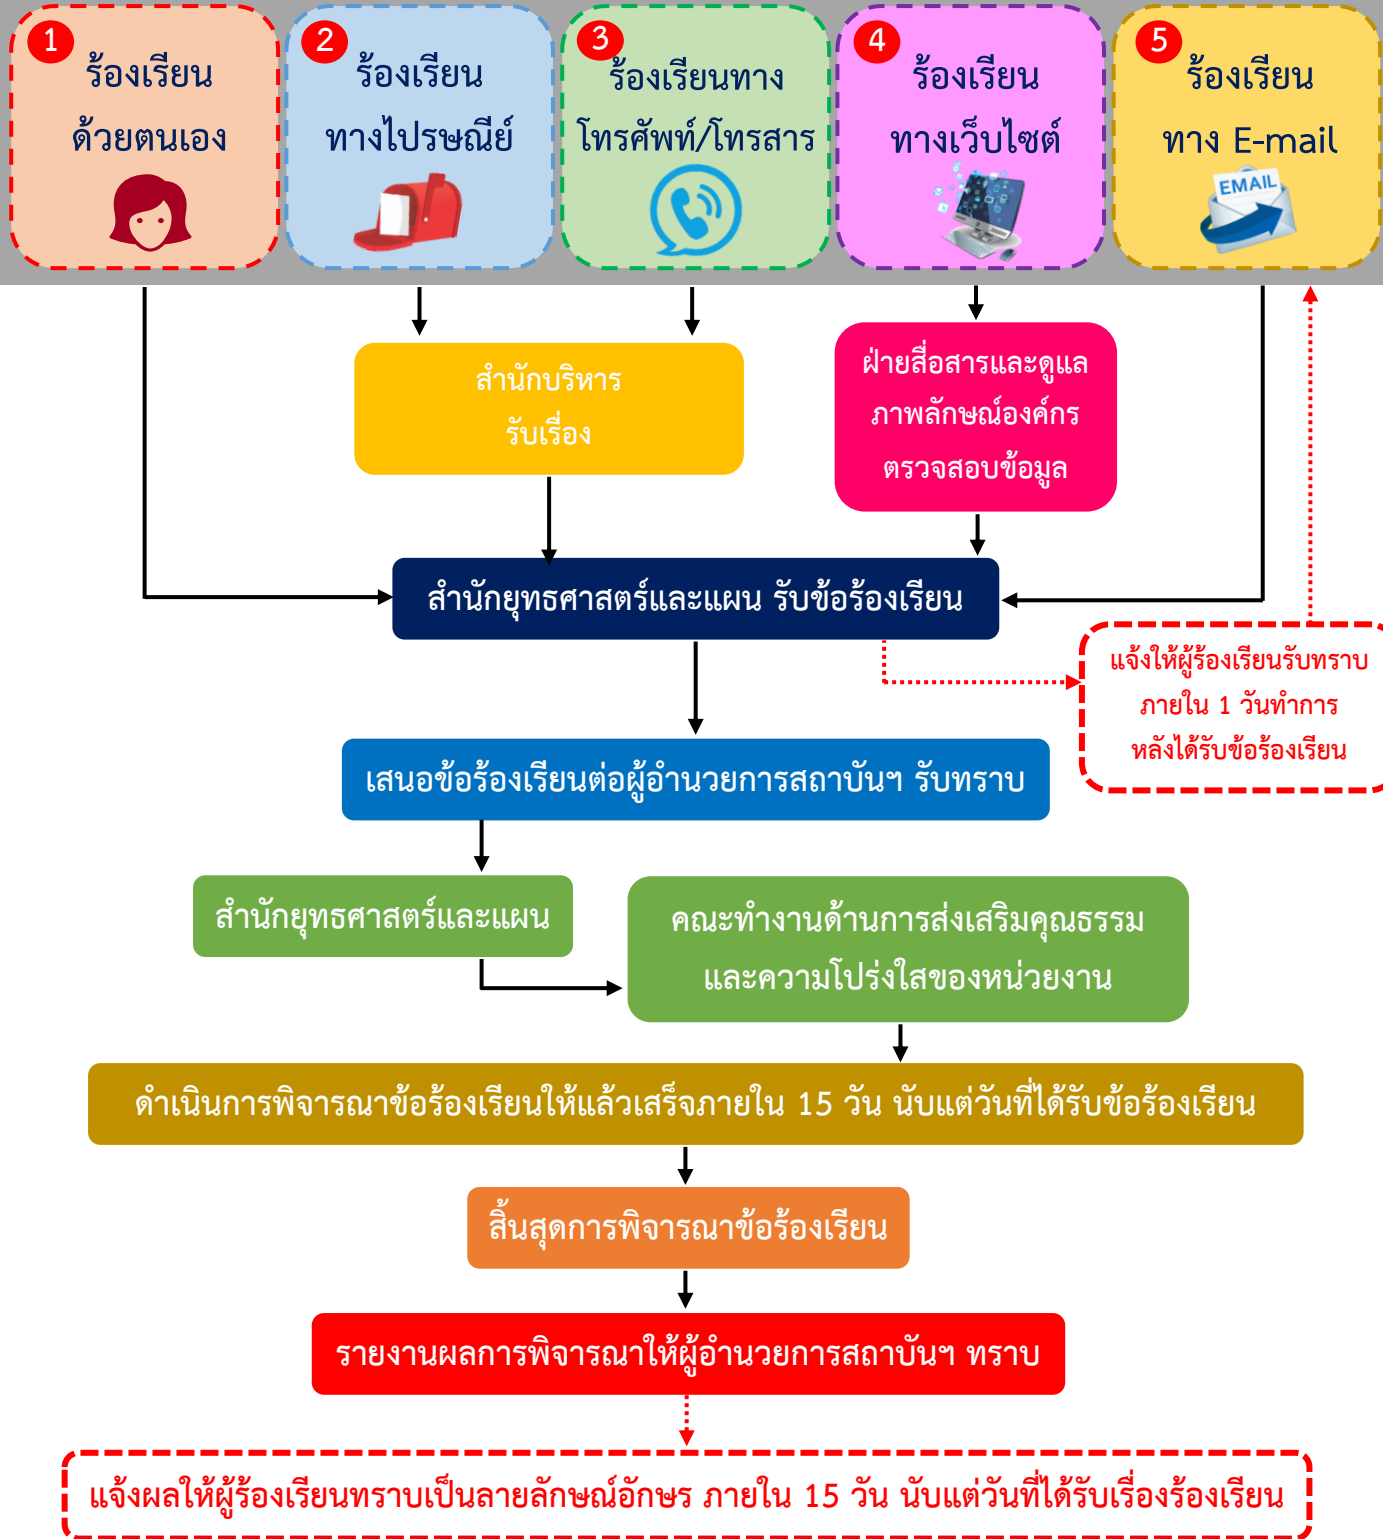 1
ร้องเรียน
ด้วยตนเอง
2
ร้องเรียน
ทางไปรษณีย์
3
ร้องเรียนทาง
โทรศัพท์/โทรสาร
4
ร้องเรียน
ทางเว็บไซต์
5
ร้องเรียน
ทาง E-mail
EMAIL
สำนักบริหาร
รับเรื่อง
ฝ่ายสื่อสารและดูแล
ภาพลักษณ์องค์กร
ตรวจสอบข้อมูล
สำนักยุทธศาสตร์และแผน รับข้อร้องเรียน
แจ้งให้ผู้ร้องเรียนรับทราบ
ภายใน 1 วันทำการ
หลังได้รับข้อร้องเรียน
เสนอข้อร้องเรียนต่อผู้อำนวยการสถาบันฯ รับทราบ
สำนักยุทธศาสตร์และแผน
คณะทำงานด้านการส่งเสริมคุณธรรม
และความโปร่งใสของหน่วยงาน
ดำเนินการพิจารณาข้อร้องเรียนให้แล้วเสร็จภายใน 15 วัน นับแต่วันที่ได้รับข้อร้องเรียน
สิ้นสุดการพิจารณาข้อร้องเรียน
รายงานผลการพิจารณาให้ผู้อำนวยการสถาบันฯ ทราบ
แจ้งผลให้ผู้ร้องเรียนทราบเป็นลายลักษณ์อักษร ภายใน 15 วัน นับแต่วันที่ได้รับเรื่องร้องเรียน